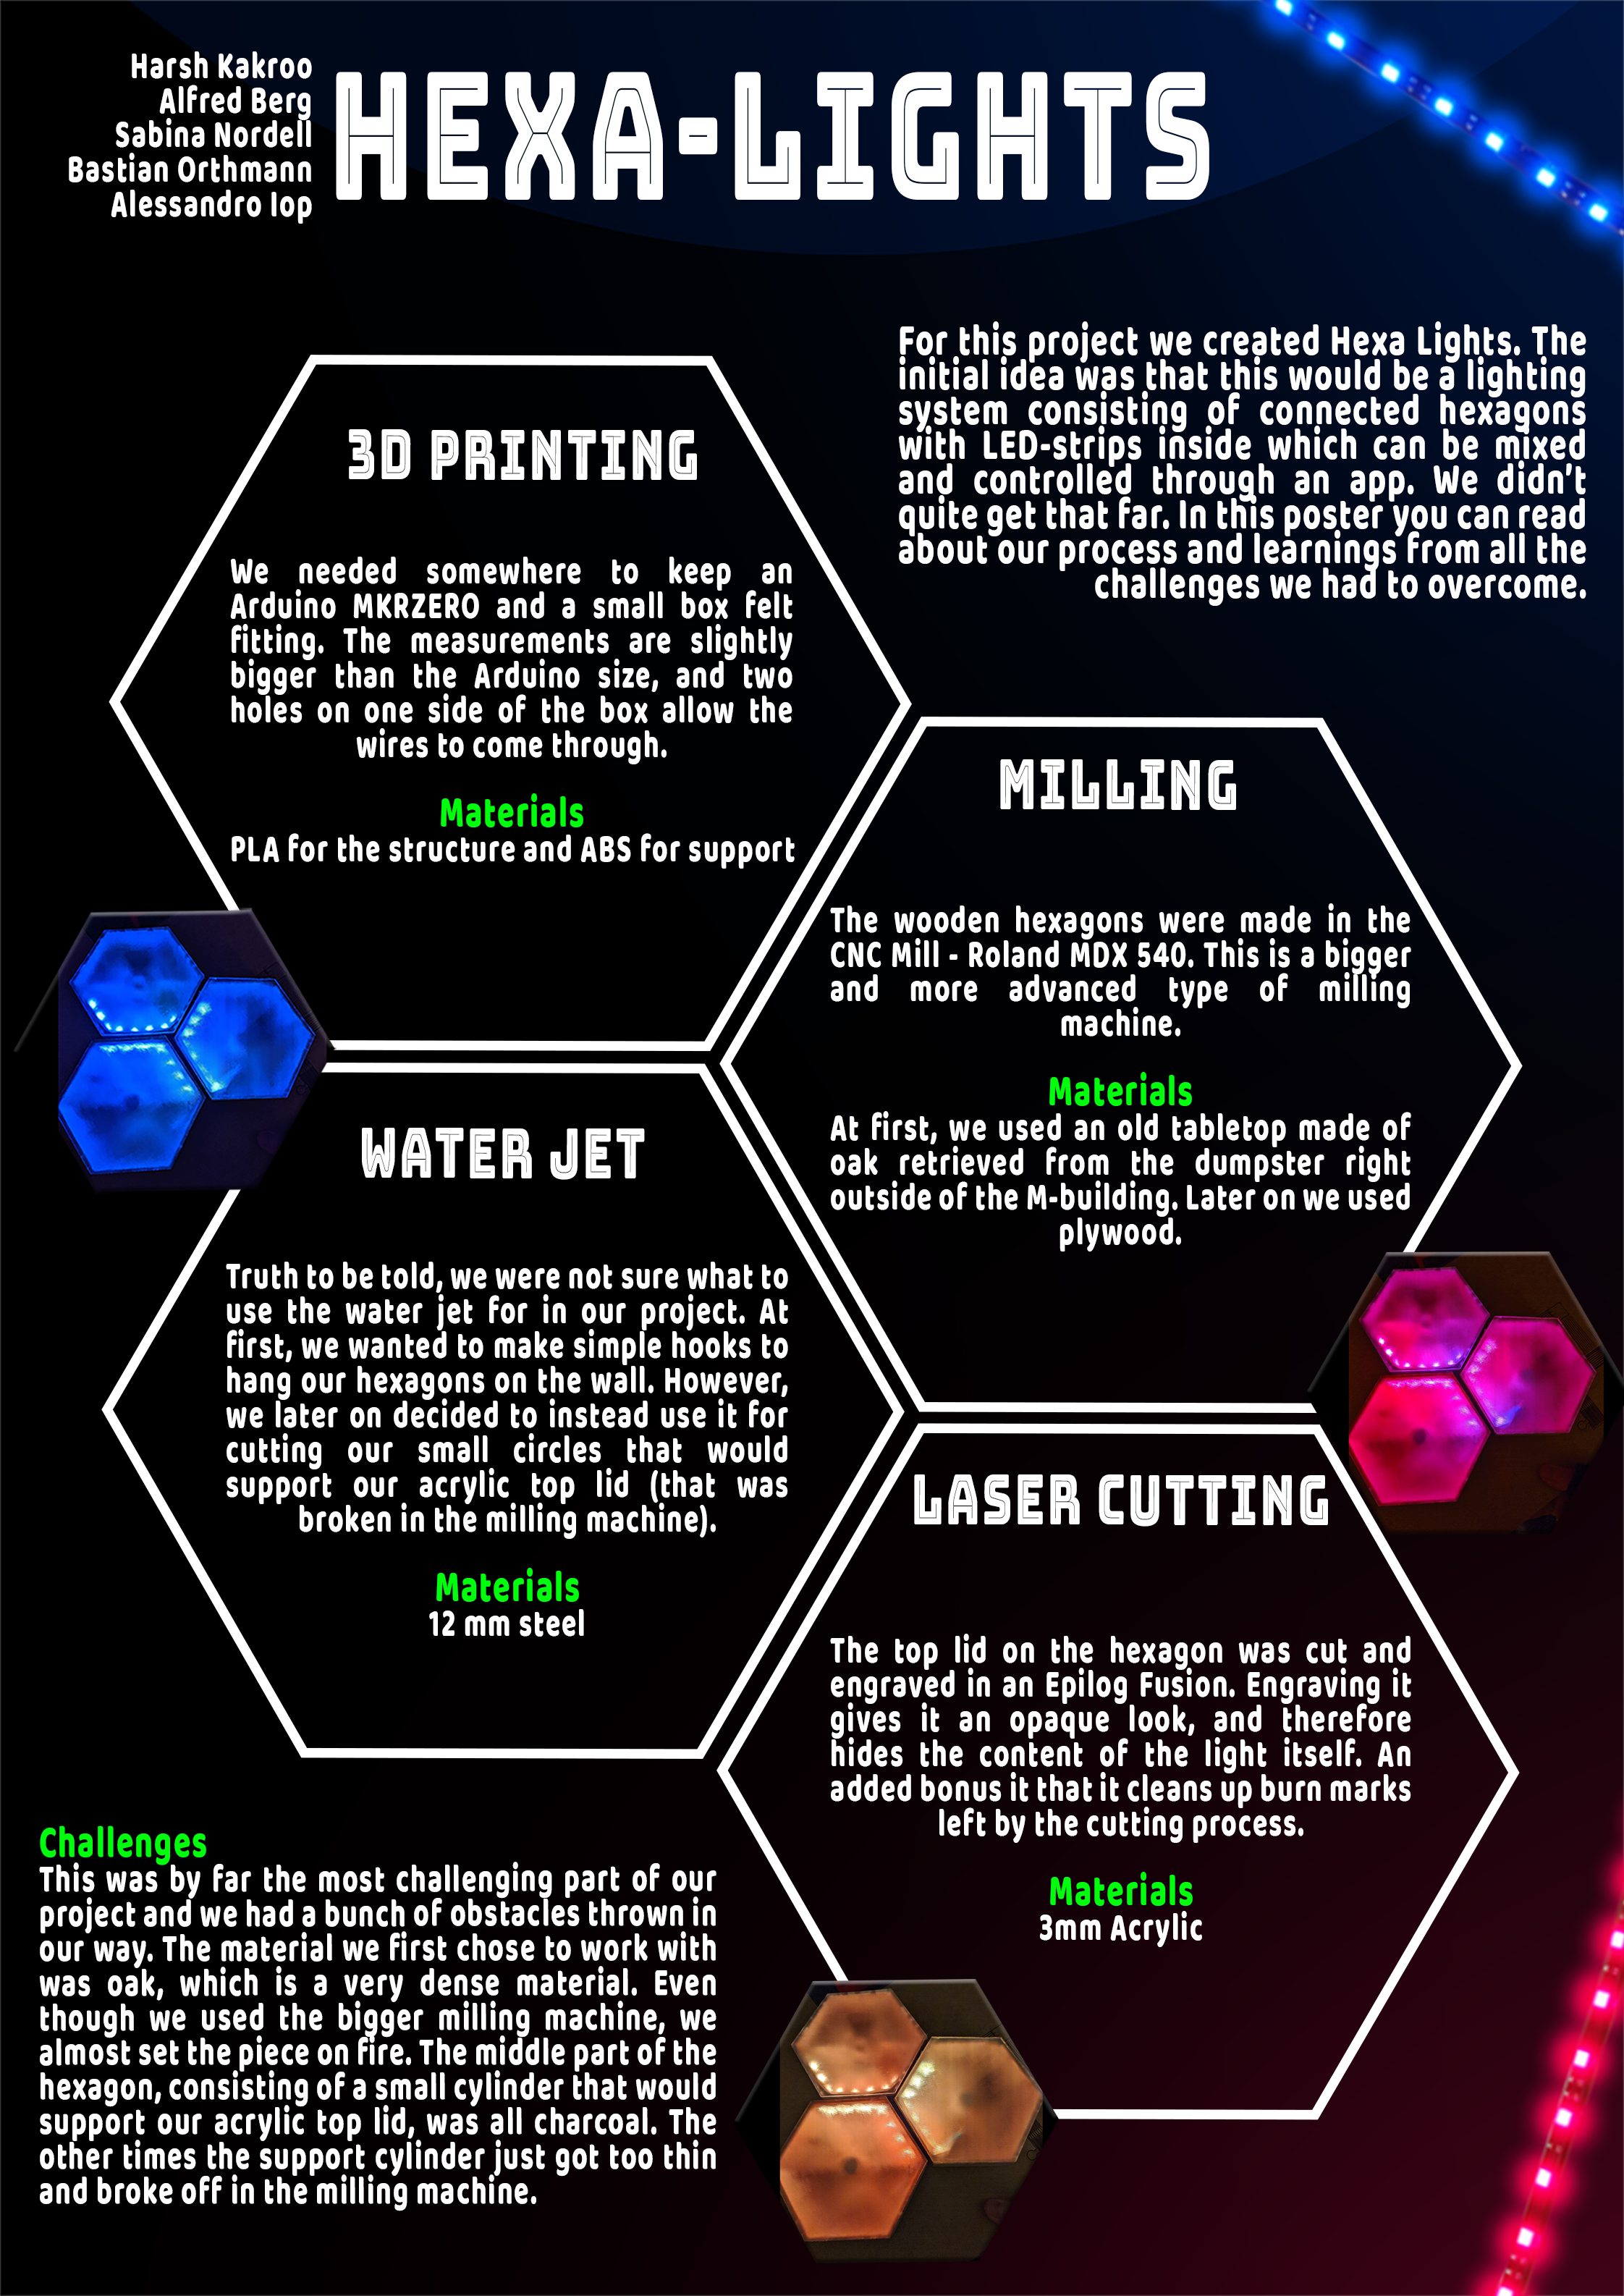 Harsh Kakroo
Alfred Berg
Sabina Nordell
Bastian Orthmann
Alessandro Iop
HEXA-LIGHTS
For this project we created Hexa Lights. The
initial idea was that this would be a lighting
system consisting of connected hexagons
with LED-strips inside which can be mixed
and controlled through an app. We didn't
quite get that far. In this poster you can read
about our process and learnings from all the
challenges we had to overcome.
3D PRINTING
We needed somewhere to keep an
Arduino MKRZERO and a small box felt
fitting. The measurements are slightly
bigger than the Arduino size, and two
holes on one side of the box allow the
wires to come through.
Materials
PLA for the structure and ABS for support
MILLING
The wooden hexagons were made in the
CNC Mill - Roland MDX 540. This is a bigger
and more advanced type of milling
machine.
Materials
At first, we used an old tabletop made of
oak retrieved from the dumpster right
outside of the M-building. Later on we used
plywood.
WATER JET
Truth to be told, we were not sure what to
use the water jet for in our project. At
first, we wanted to make simple hooks to
hang our hexagons on the wall. However,
we later on decided to instead use it for
cutting our small circles that would
support our acrylic top lid (that was
broken in the milling machine).
Materials
12 mm steel
LASER CUTTING
The top lid on the hexagon was cut and
engraved in an Epilog Fusion. Engraving it
gives it an opaque look, and therefore
hides the content of the light itself. An
added bonus it that it cleans up burn marks
left by the cutting process.
Materials
3mm Acrylic
Challenges
This was by far the most challenging part of our
project and we had a bunch of obstacles thrown in
our way. The material we first chose to work with
was oak, which is a very dense material. Even
though we used the bigger milling machine, we
almost set the piece on fire. The middle part of the
hexagon, consisting of a small cylinder that would
support our acrylic top lid, was all charcoal. The
other times the support cylinder just got too thin
and broke off in the milling machine.